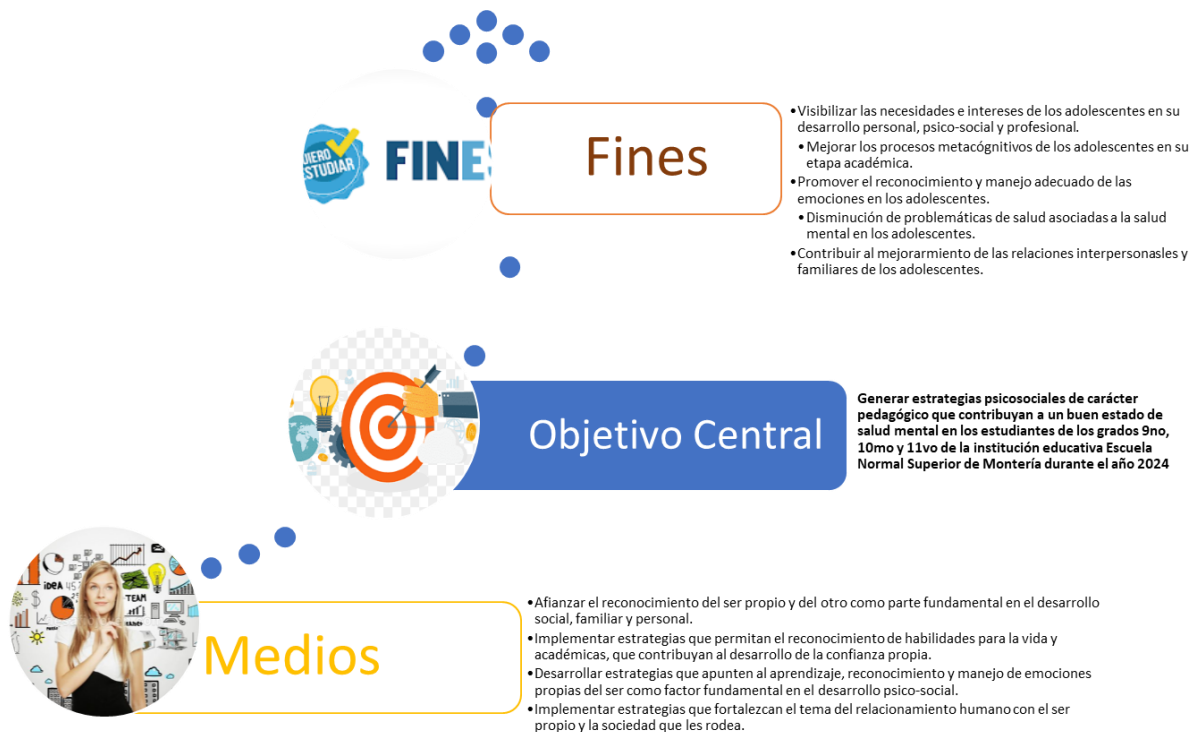 QUIERO
ESTUDIAR
FINES
Fines
•Visibilizar las necesidades e intereses de los adolescentes en su
desarrollo personal, psico-social y profesional.
•Mejorar los procesos metacógnitivos de los adolescentes en su
etapa académica.
•Promover el reconocimiento y manejo adecuado de las
emociones en los adolescentes.
•Disminución de problemáticas de salud asociadas a la salud
mental en los adolescentes.
•Contribuir al mejorarmiento de las relaciones interpersonasles y
familiares de los adolescentes.
Objetivo Central
Generar estrategias psicosociales de carácter
pedagógico que contribuyan a un buen estado de
salud mental en los estudiantes de los grados 9no,
10mo y 11vo de la institución educativa Escuela
Normal Superior de Montería durante el año 2024
IDEA
TEAM
Medios
•Afianzar el reconocimiento del ser propio y del otro como parte fundamental en el desarrollo
social, familiar y personal.
•Implementar estrategias que permitan el reconocimiento de habilidades para la vida y
académicas, que contribuyan al desarrollo de la confianza propia.
•Desarrollar estrategias que apunten al aprendizaje, reconocimiento y manejo de emociones
propias del ser como factor fundamental en el desarrollo psico-social.
•Implementar estrategias que fortalezcan el tema del relacionamiento humano con el ser
propio y la sociedad que les rodea.